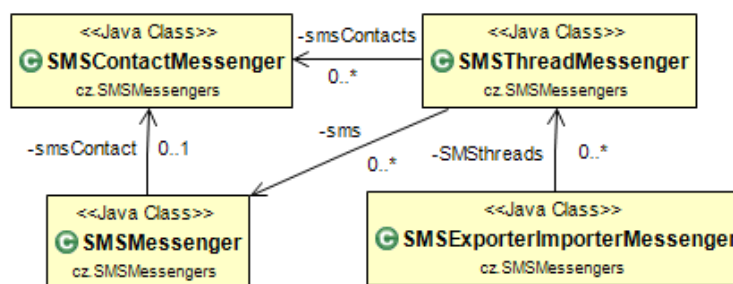 <<Java Class>>
SMSContactMessenger
cz.SMSMessengers
-smsContacts
0..*
<<Java Class>>
SMSThreadMessenger
cz.SMSMessengers
-smsContact
0..1
-sms
0..*
-SMSthreads
0..*
<<Java Class>>
SMSMessenger
cz.SMSMessengers
<<Java Class>>
SMSExporterImporterMessenger
cz.SMSMessengers